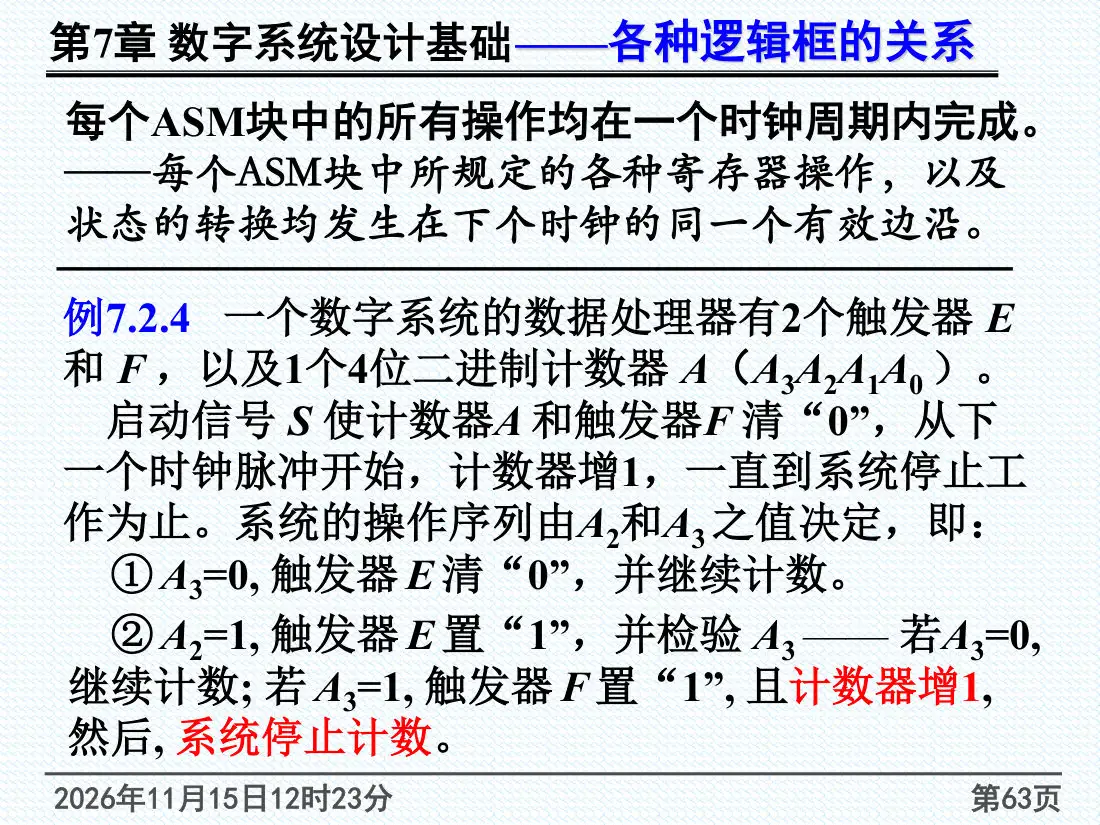 第7章 数字系统设计基础——各种逻辑框的关系
每个ASM块中的所有操作均在一个时钟周期内完成。
——每个ASM块中所规定的各种寄存器操作，以及
状态的转换均发生在下个时钟的同一个有效边沿。
例7.2.4 一个数字系统的数据处理器有2个触发器 E
和 F，以及1个4位二进制计数器 A（A3A2A1A0）。
启动信号 S 使计数器A 和触发器F 清“0”，从下
一个时钟脉冲开始，计数器增1，一直到系统停止工
作为止。系统的操作序列由A2和A3之值决定，即：
① A3=0, 触发器 E 清“0”，并继续计数。
② A2=1, 触发器 E 置“1”，并检验 A3 —— 若A3=0,
继续计数; 若 A3=1, 触发器 F 置“1”, 且计数器增1,
然后, 系统停止计数。
2026年11月15日12时23分
第63页